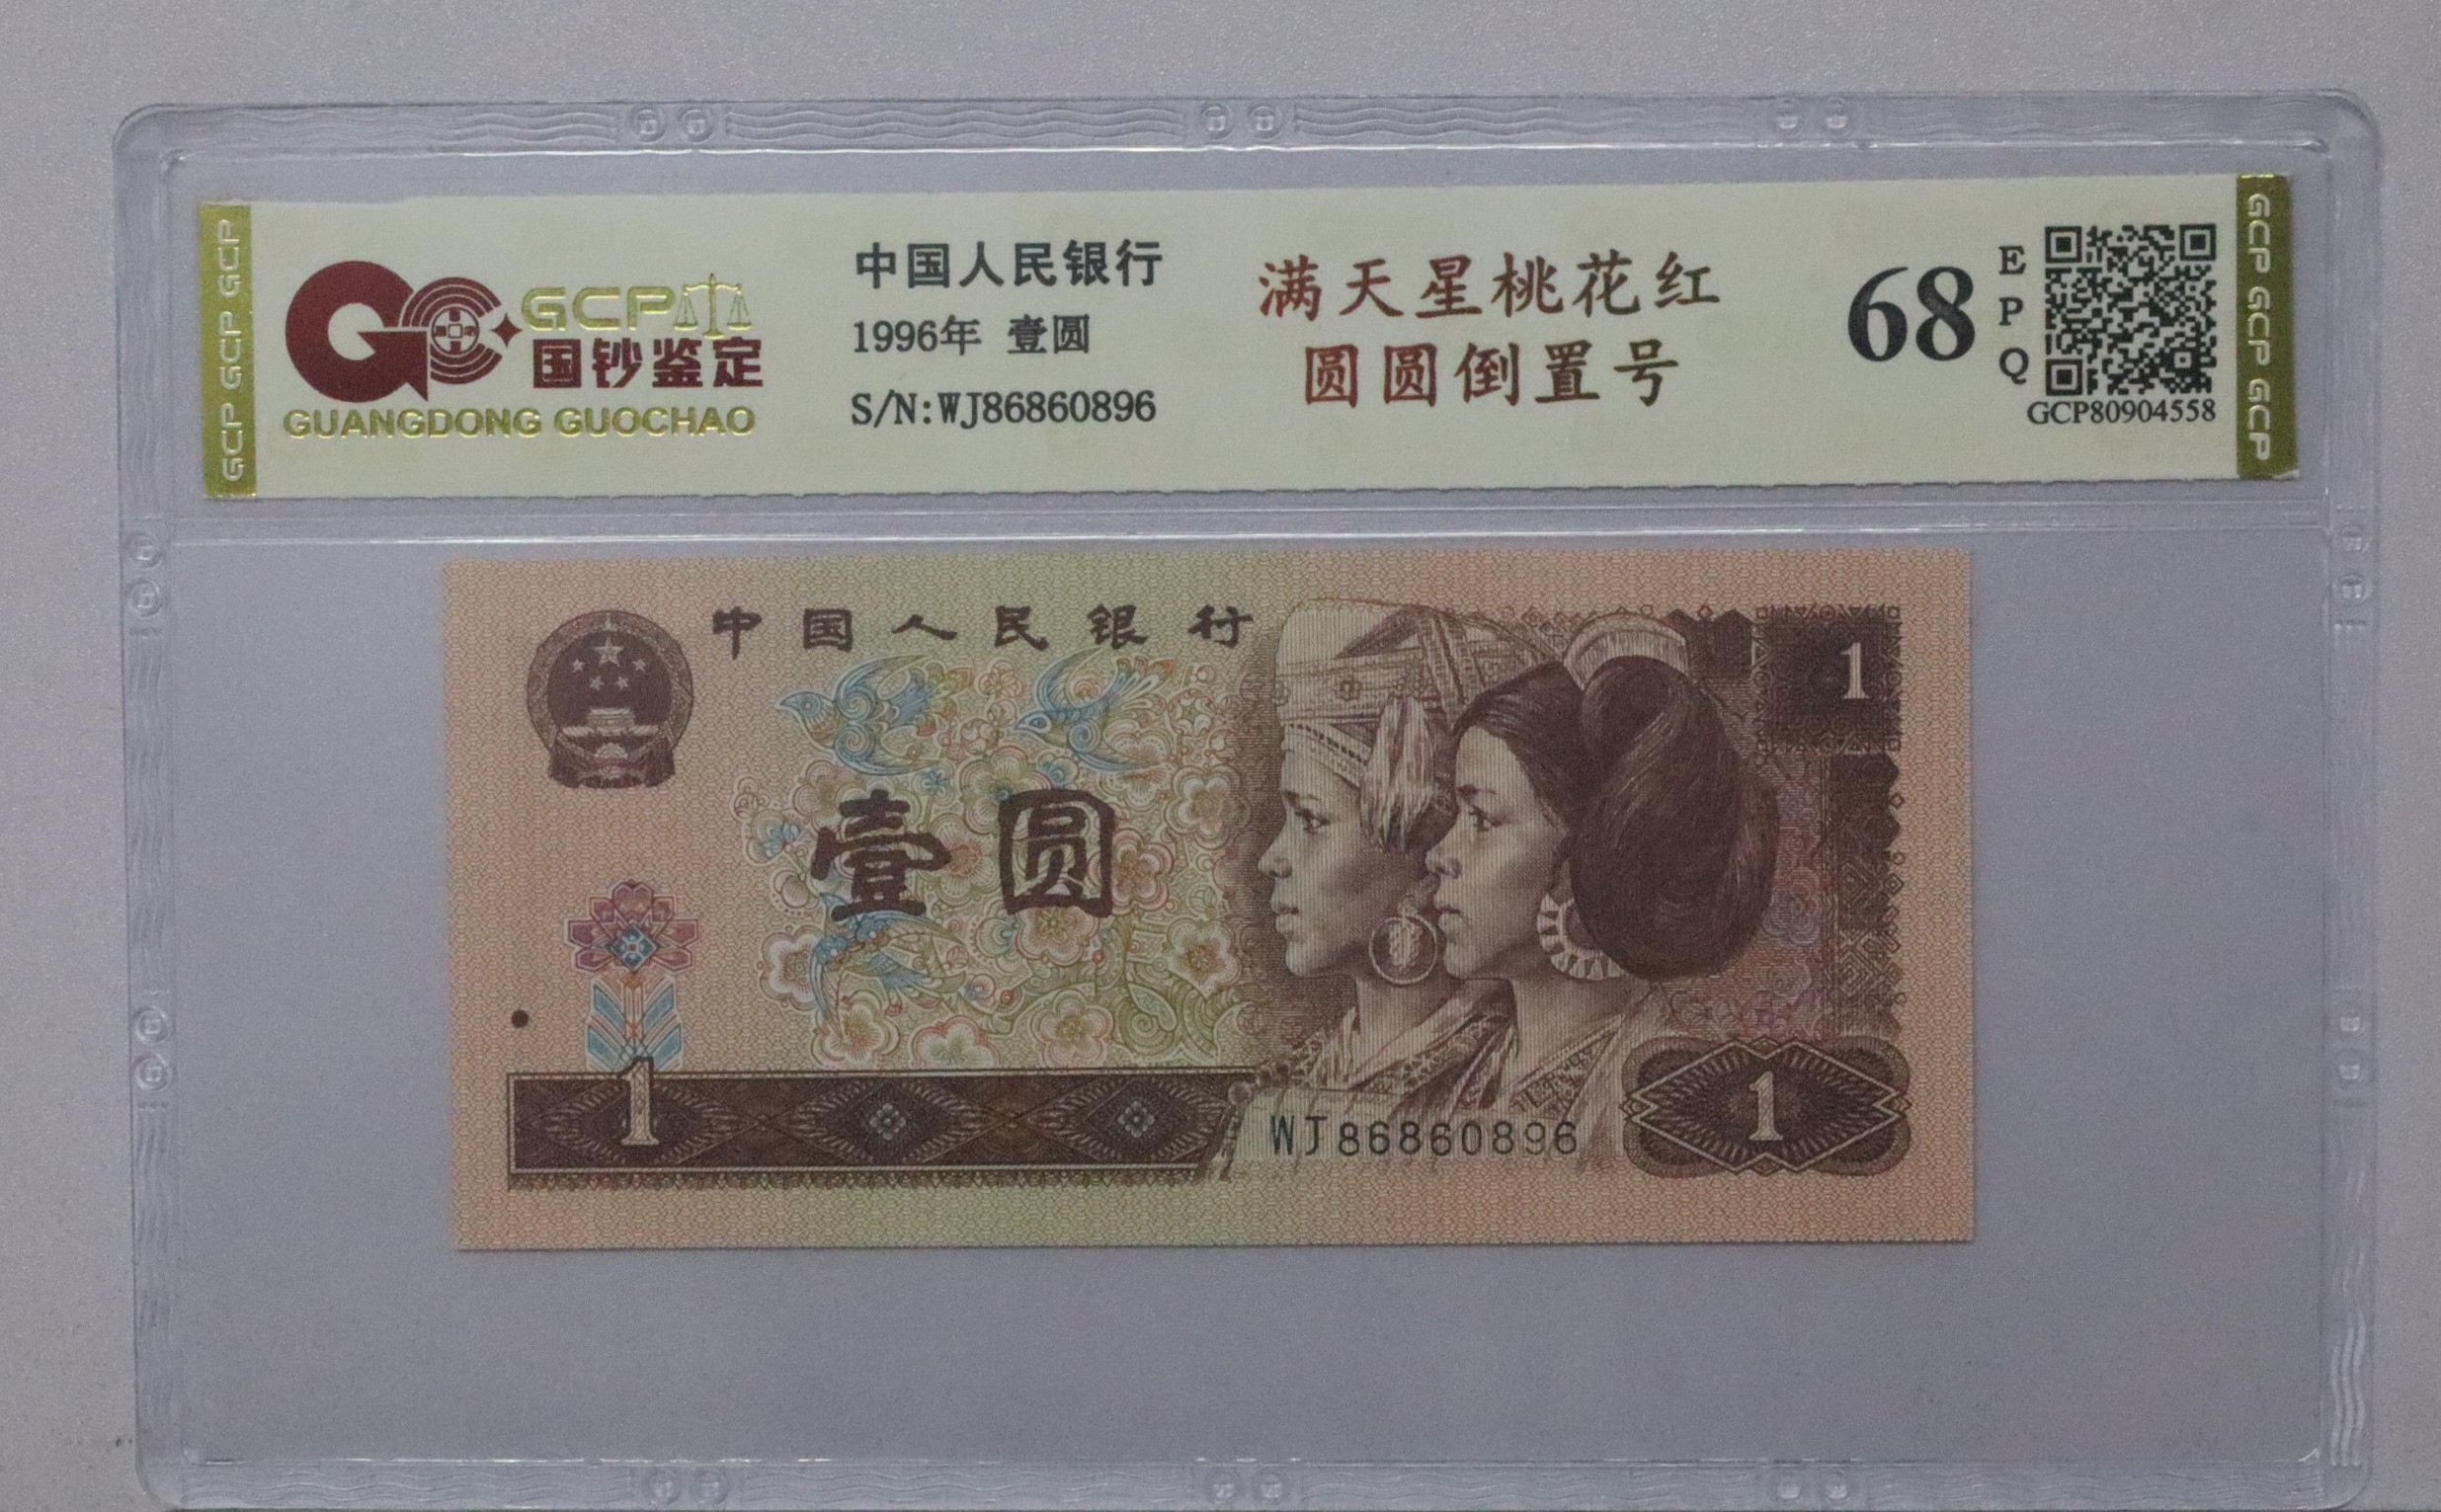 GCP GCP GCP
GCP
国钞鉴定
GUANGDONG GUOCHAO
中国人民银行
1996年 壹圆
S/N:WJ86860896
满天星桃花红
圆圆倒置号
68
EPQ
GCP80904558
GCP GCP GCP
中国人民银行
1
壹圆
1
WJ86860896
1